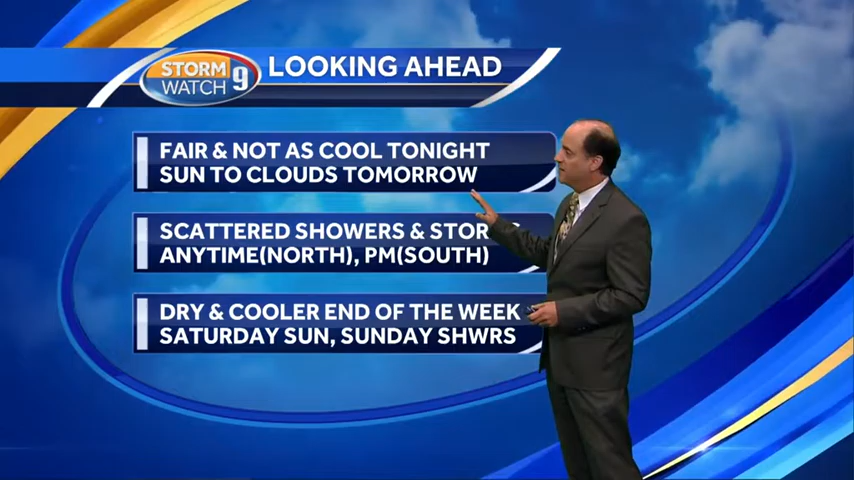 STORM
WATCH 9
LOOKING AHEAD
FAIR & NOT AS COOL TONIGHT
SUN TO CLOUDS TOMORROW
SCATTERED SHOWERS &
ANYTIME(NORTH), PM(SOUTH)
DRY & COOLER END OF THE WEEK
SATURDAY SUN, SUNDAY SHWRS